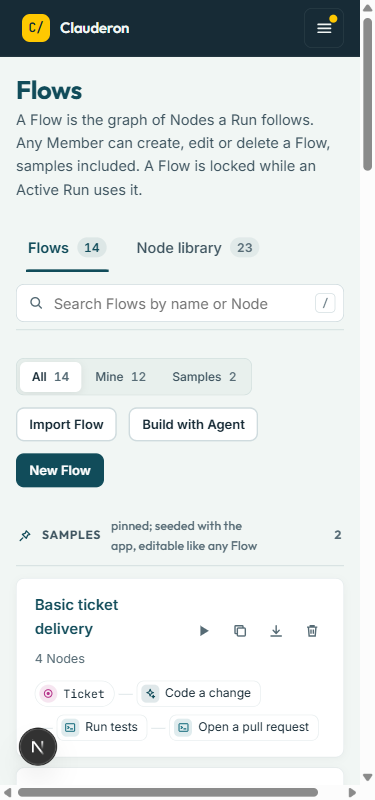 C/ Clauderon
Flows
A Flow is the graph of Nodes a Run follows.
Any Member can create, edit or delete a Flow,
samples included. A Flow is locked while an
Active Run uses it.
Flows 14 Node library 23
Search Flows by name or Node /
All 14 Mine 12 Samples 2
Import Flow Build with Agent
New Flow
SAMPLES pinned; seeded with the 2
app, editable like any Flow
Basic ticket
delivery
4 Nodes
Ticket Code a change
Run tests Open a pull request
N